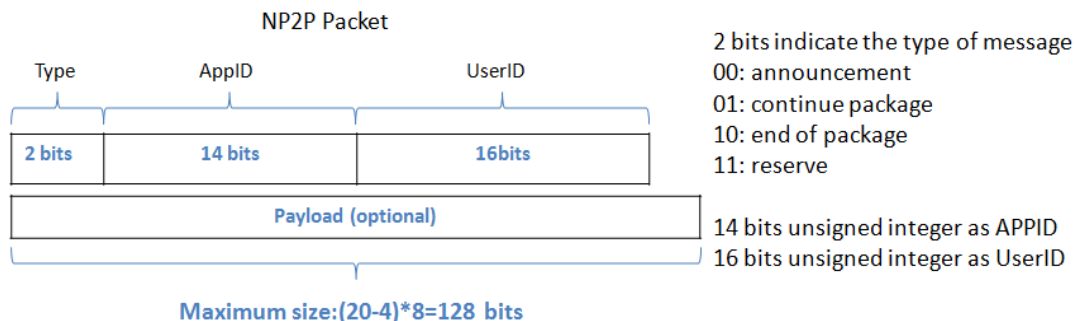 NP2P Packet
Type
AppID
UserID
2 bits
14 bits
16bits
Payload (optional)
Maximum size:(20-4)*8=128 bits
2 bits indicate the type of message
00: announcement
01: continue package
10: end of package
11: reserve
14 bits unsigned integer as APPID
16 bits unsigned integer as UserID